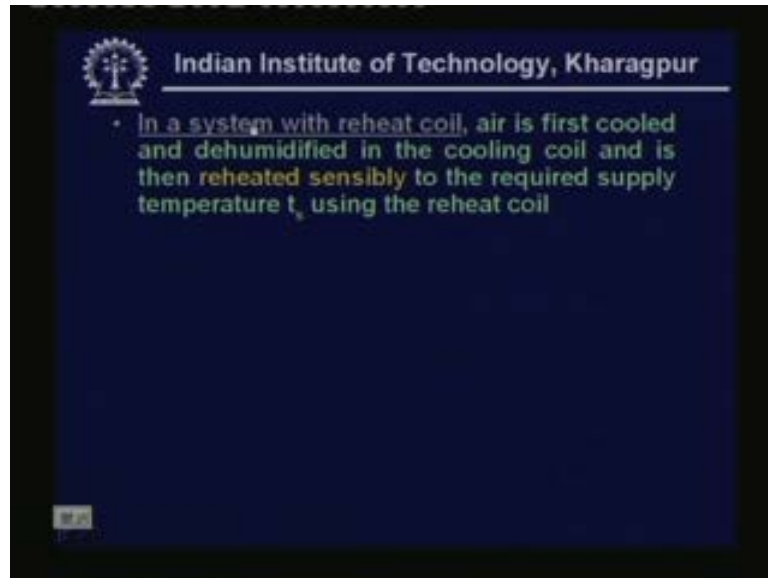 Indian Institute of Technology, Kharagpur
• In a system with reheat coil, air is first cooled
and dehumidified in the cooling coil and is
then reheated sensibly to the required supply
temperature tₛ using the reheat coil